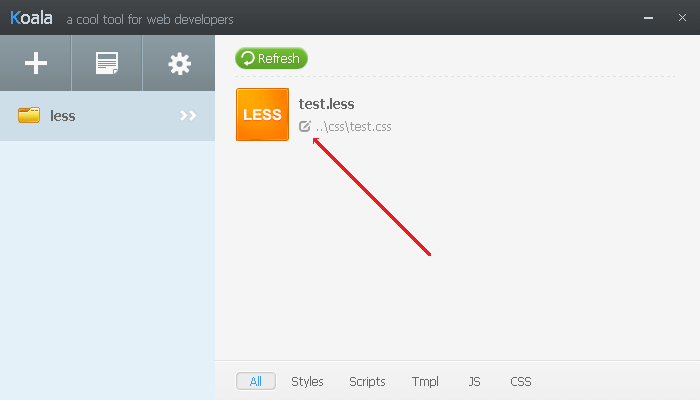 Koala a cool tool for web developers
Refresh
less
LESS
test.less
..\css\test.css
All Styles Scripts Tmpl JS CSS